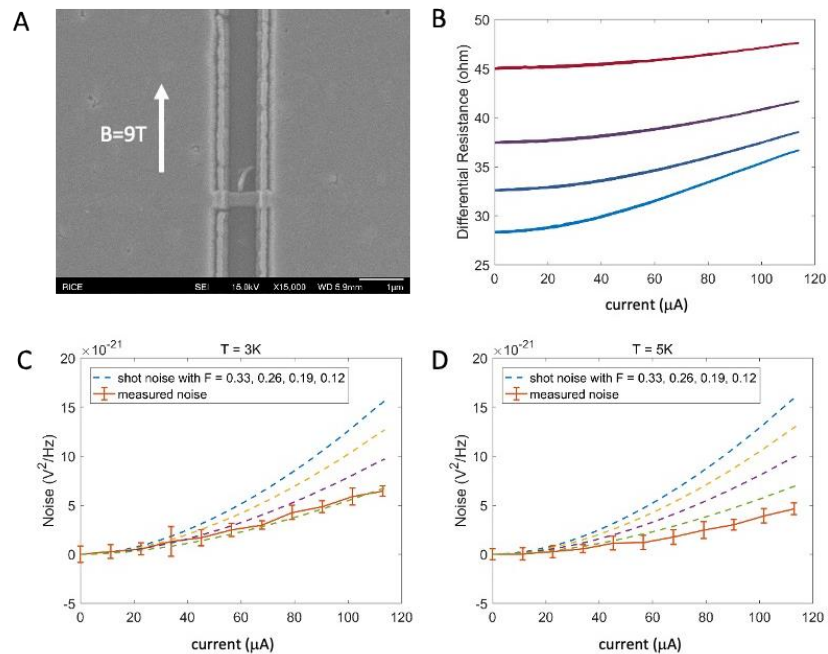 A
B=9T
RICE SEI 15.0kV X15,000 WD 5.9mm 1μm
B
Differential Resistance (ohm)
45
40
35
30
25
0 20 40 60 80 100 120
current (μA)
C
×10⁻²¹
T = 3K
20
15
10
5
0
-5
Noise (V²/Hz)
shot noise with F = 0.33, 0.26, 0.19, 0.12
measured noise
0 20 40 60 80 100 120
current (μA)
D
×10⁻²¹
T = 5K
20
15
10
5
0
-5
Noise (V²/Hz)
shot noise with F = 0.33, 0.26, 0.19, 0.12
measured noise
0 20 40 60 80 100 120
current (μA)